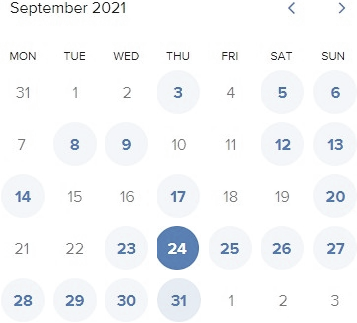 September 2021
MON TUE WED THU FRI SAT SUN
31 1 2 3 4 5 6
7 8 9 10 11 12 13
14 15 16 17 18 19 20
21 22 23 24 25 26 27
28 29 30 31 1 2 3